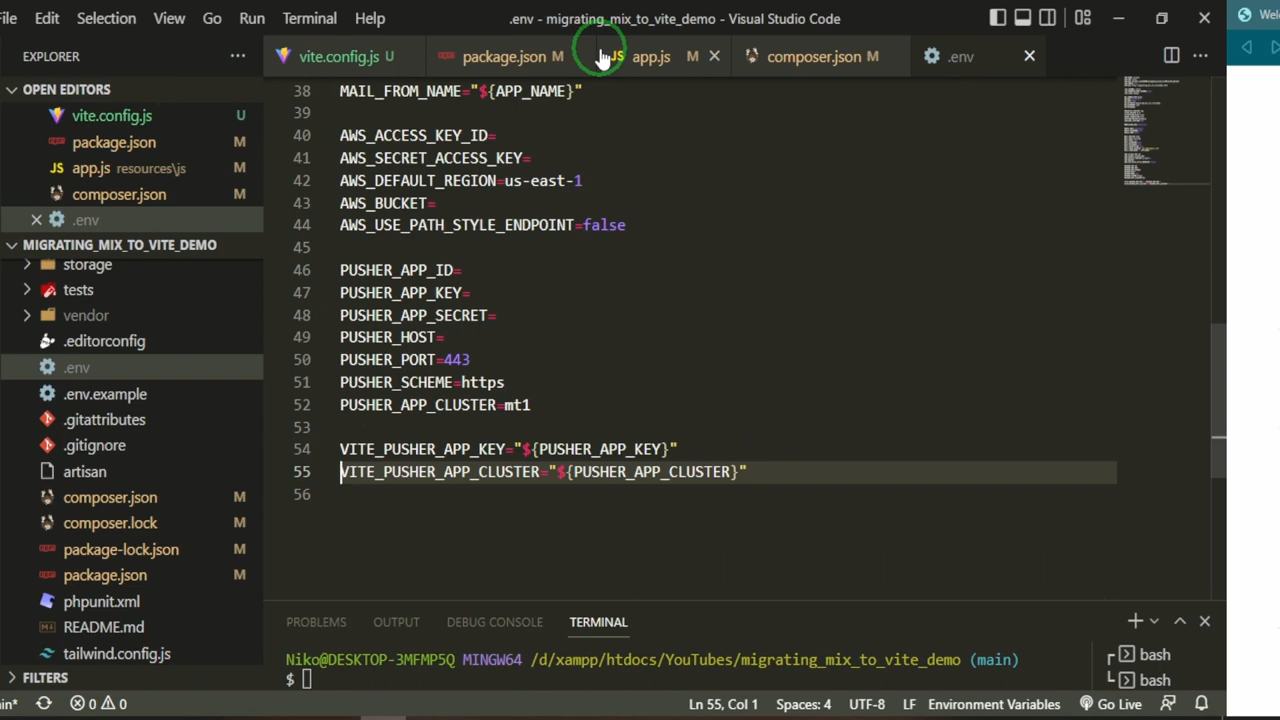 File Edit Selection View Go Run Terminal Help
.env - migrating_mix_to_vite_demo - Visual Studio Code
Wel
EXPLORER
vite.config.js U
package.json M
JS app.js M
composer.json M
.env
OPEN EDITORS
vite.config.js U
package.json M
JS app.js resources\js M
composer.json M
.env
MIGRATING_MIX_TO_VITE_DEMO
storage
tests
vendor
.editorconfig
.env
.env.example
.gitattributes
.gitignore
artisan
composer.json M
composer.lock M
package-lock.json M
package.json M
phpunit.xml
README.md
tailwind.config.js
FILTERS
38 MAIL_FROM_NAME="${APP_NAME}"
39
40 AWS_ACCESS_KEY_ID=
41 AWS_SECRET_ACCESS_KEY=
42 AWS_DEFAULT_REGION=us-east-1
43 AWS_BUCKET=
44 AWS_USE_PATH_STYLE_ENDPOINT=false
45
46 PUSHER_APP_ID=
47 PUSHER_APP_KEY=
48 PUSHER_APP_SECRET=
49 PUSHER_HOST=
50 PUSHER_PORT=443
51 PUSHER_SCHEME=https
52 PUSHER_APP_CLUSTER=mt1
53
54 VITE_PUSHER_APP_KEY="${PUSHER_APP_KEY}"
55 VITE_PUSHER_APP_CLUSTER="${PUSHER_APP_CLUSTER}"
56
PROBLEMS OUTPUT DEBUG CONSOLE TERMINAL
Niko@DESKTOP-3MFMP5Q MINGW64 /d/xampp/htdocs/YouTubes/migrating_mix_to_vite_demo (main)
$
bash
bash
in* 0 0 Ln 55, Col 1 Spaces: 4 UTF-8 LF Environment Variables Go Live